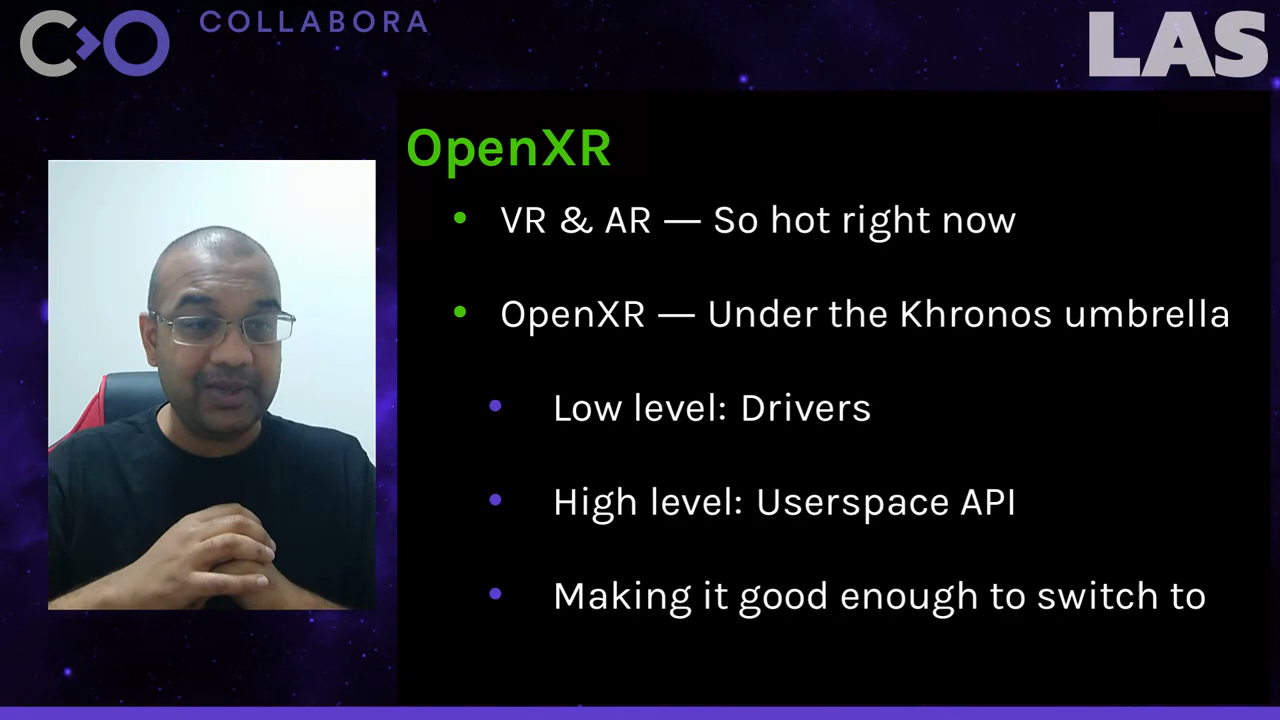 COLLABORA
LAS
OpenXR
VR & AR — So hot right now
OpenXR — Under the Khronos umbrella
Low level: Drivers
High level: Userspace API
Making it good enough to switch to